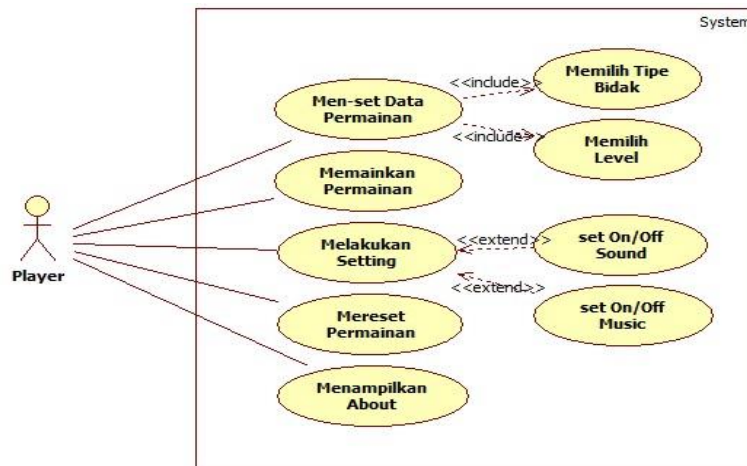 System
Men-set Data
Permainan
<<include>>
Memilih Tipe
Bidak
<<include>>
Memilih
Level
Memainkan
Permainan
Player
Melakukan
Setting
<<extend>>
set On/Off
Sound
<<extend>>
set On/Off
Music
Mereset
Permainan
Menampilkan
About